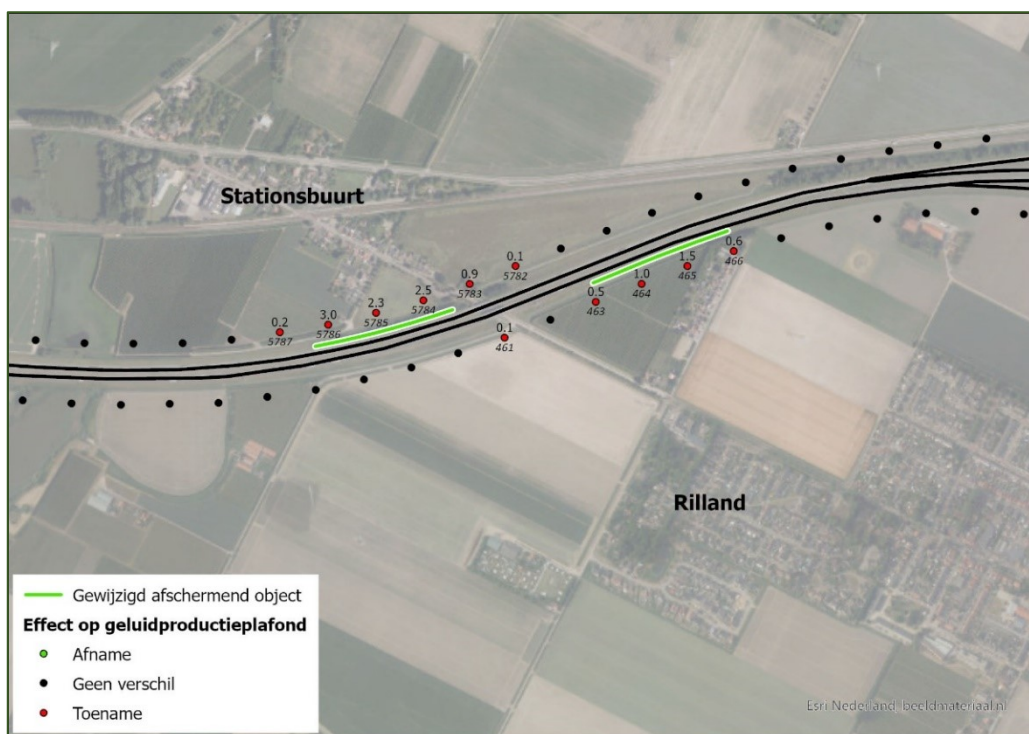 Stationsbuurt
0.1
5782
0.9
5783
2.5
5784
2.3
5785
3.0
5786
0.2
5787
0.6
466
1.5
465
1.0
464
0.5
463
0.1
461
Rilland
Gewijzigd afschermend object
Effect op geluidproductieplafond
Afname
Geen verschil
Toename
Esri Nederland, beeldmateriaal.nl